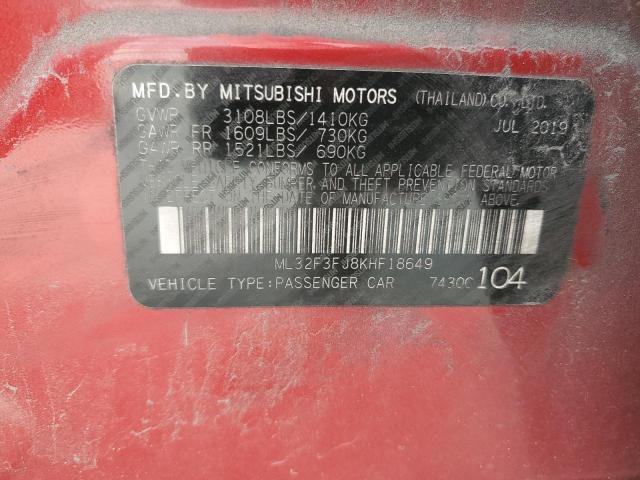 MFD.BY MITSUBISHI MOTORS (THAILAND)CO.,LTD.
GVWR 3108LBS/1410KG JUL 2019
GAWR FR 1609LBS/ 730KG
GAWR RR 1521LBS/ 690KG
TO ALL APPLICABLE FEDERAL MOTOR
BUMPER, AND THEFT PREVENTION STANDARDS
THE DATE OF MANUFACTURE ABOVE.
ML32F3FJ8KHF18649
VEHICLE TYPE:PASSENGER CAR 7430C 104